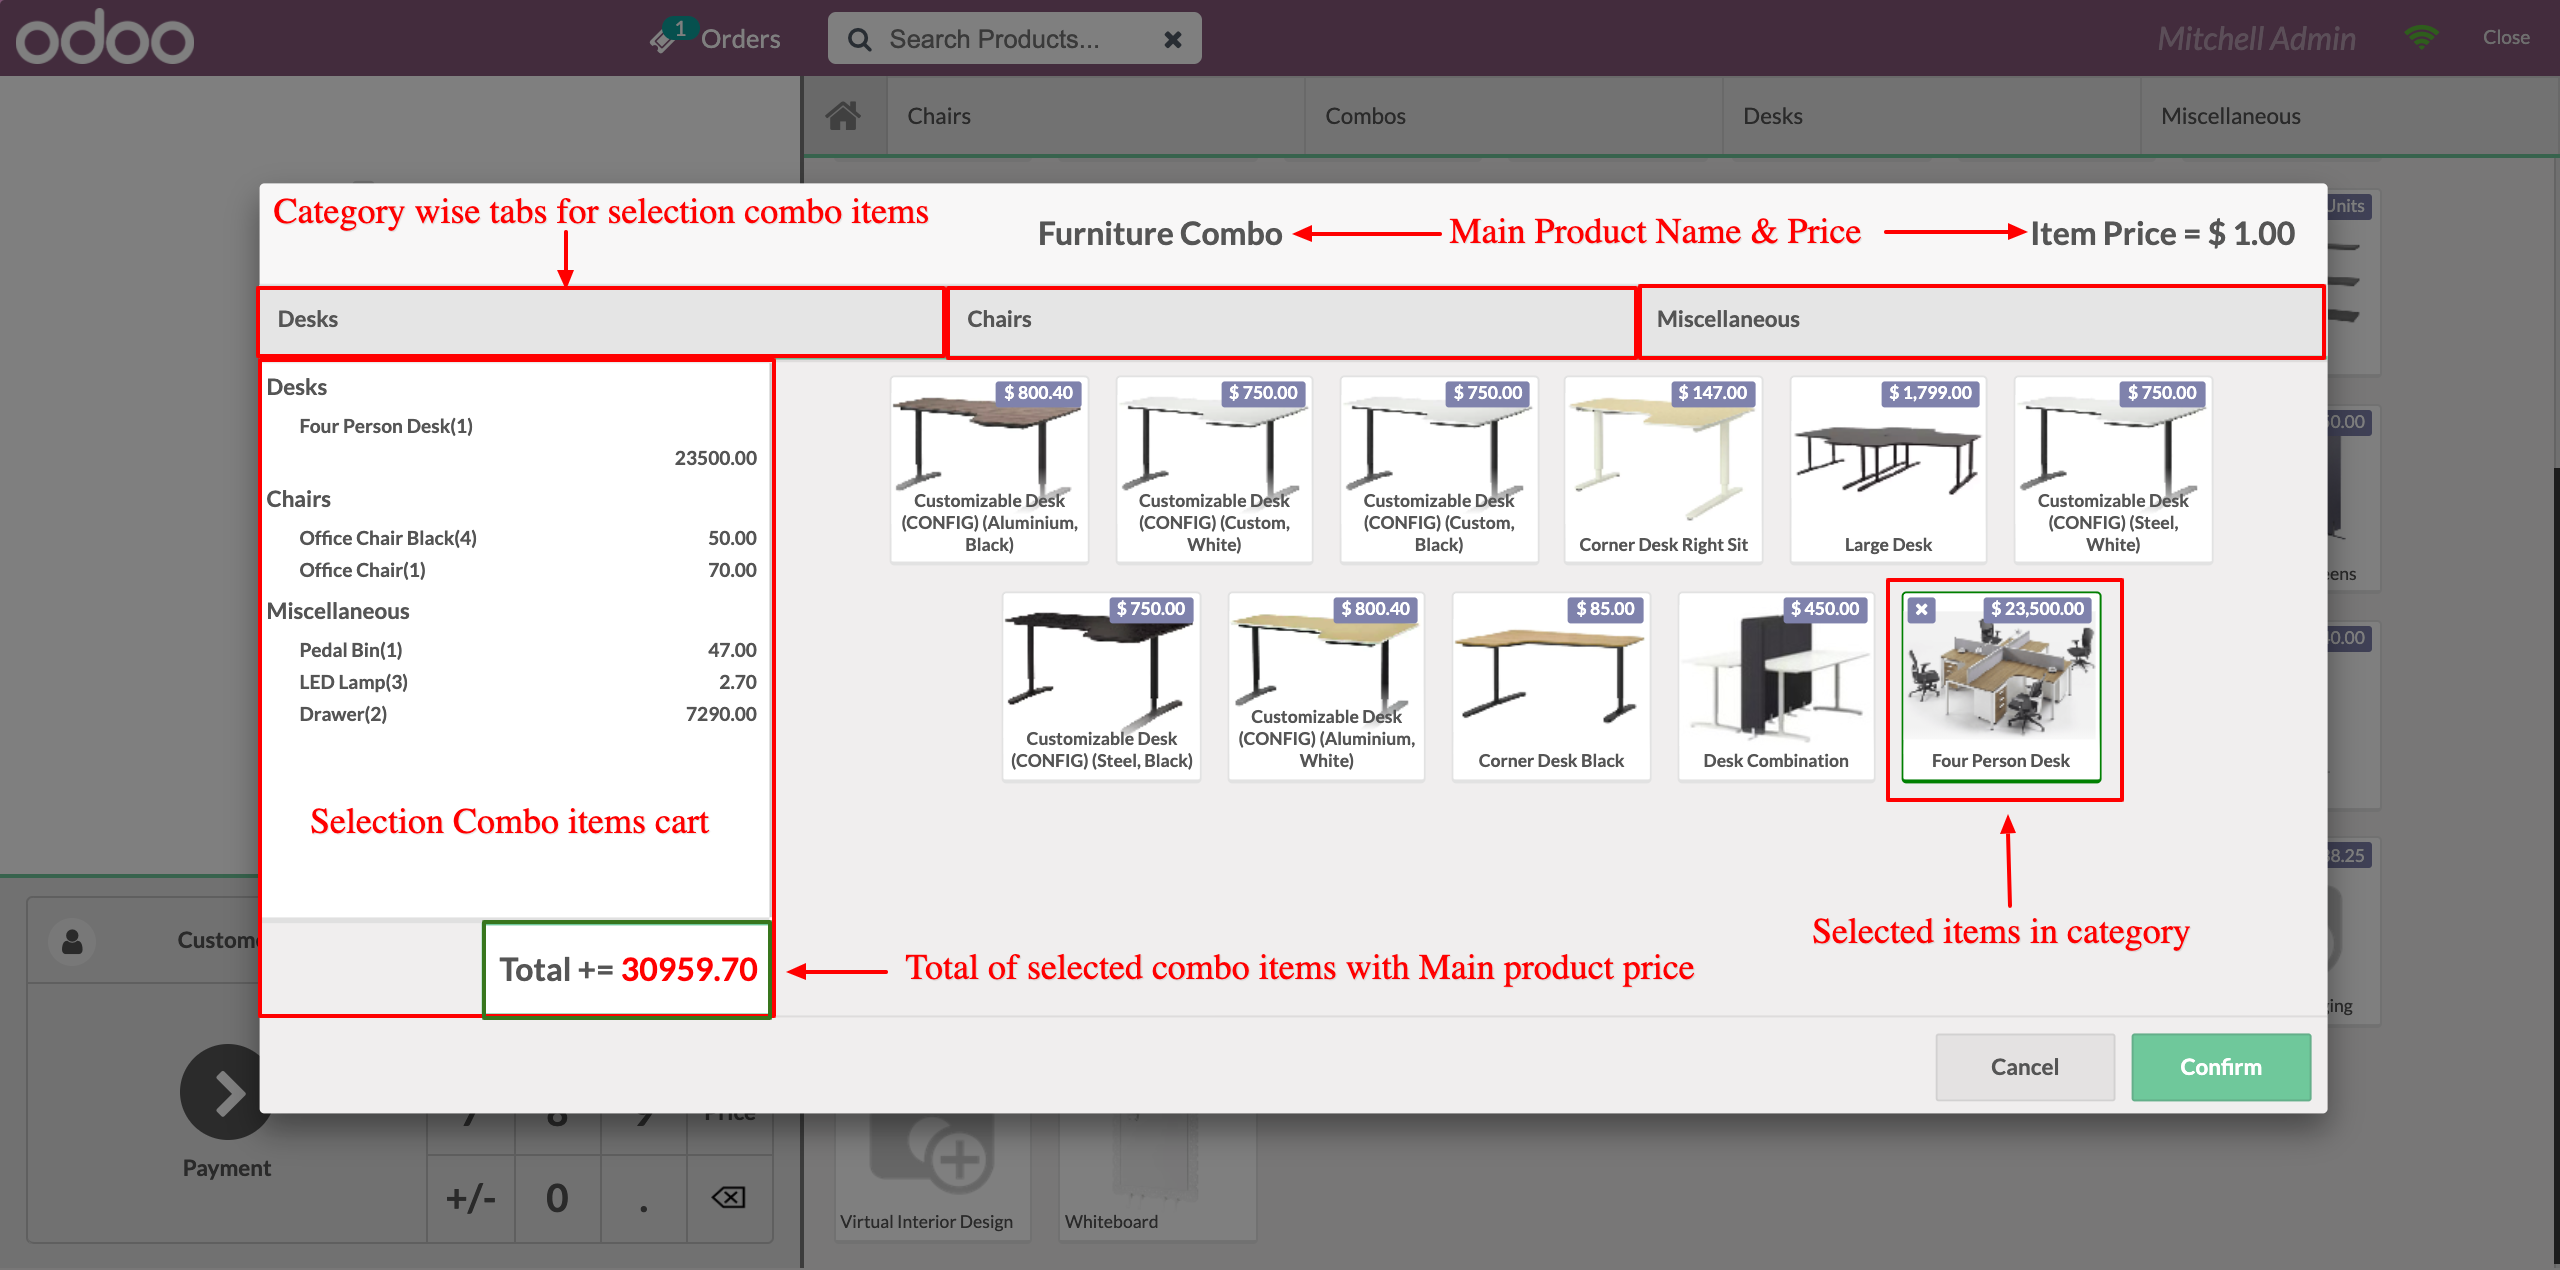 odoo
1
Orders
Search Products...
Mitchell Admin
Close
Chairs
Combos
Desks
Miscellaneous
Units
Category wise tabs for selection combo items
Furniture Combo
Main Product Name & Price
Item Price = $ 1.00
Desks
Chairs
Miscellaneous
Desks
Four Person Desk(1)
23500.00
Chairs
Office Chair Black(4) 50.00
Office Chair(1) 70.00
Miscellaneous
Pedal Bin(1) 47.00
LED Lamp(3) 2.70
Drawer(2) 7290.00
Selection Combo items cart
Total += 30959.70
$ 800.40
Customizable Desk
(CONFIG) (Aluminium,
Black)
$ 750.00
Customizable Desk
(CONFIG) (Custom,
White)
$ 750.00
Customizable Desk
(CONFIG) (Custom,
Black)
$ 147.00
Corner Desk Right Sit
$ 1,799.00
Large Desk
$ 750.00
Customizable Desk
(CONFIG) (Steel,
White)
$ 750.00
Customizable Desk
(CONFIG) (Steel, Black)
$ 800.40
Customizable Desk
(CONFIG) (Aluminium,
White)
$ 85.00
Corner Desk Black
$ 450.00
Desk Combination
$ 23,500.00
Four Person Desk
Selected items in category
Total of selected combo items with Main product price
Cancel
Confirm
Payment
+/-
0
.
Virtual Interior Design
Whiteboard